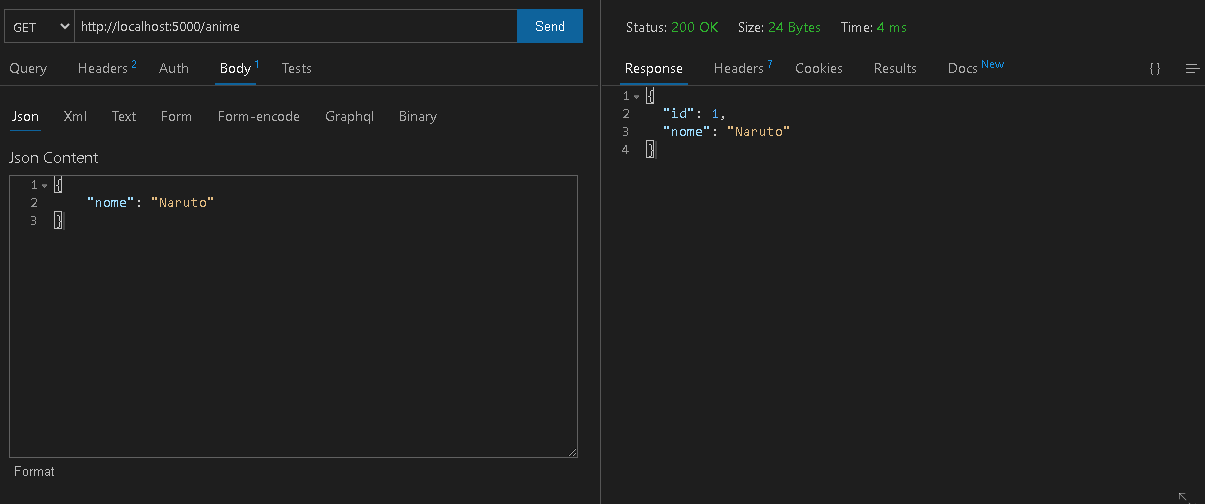 GET http://localhost:5000/anime Send
Query Headers 2 Auth Body 1 Tests
Json Xml Text Form Form-encode Graphql Binary
Json Content
1 {
2 "nome": "Naruto"
3 }
Format
Status: 200 OK Size: 24 Bytes Time: 4 ms
Response Headers 7 Cookies Results Docs New {}
1 {
2 "id": 1,
3 "nome": "Naruto"
4 }